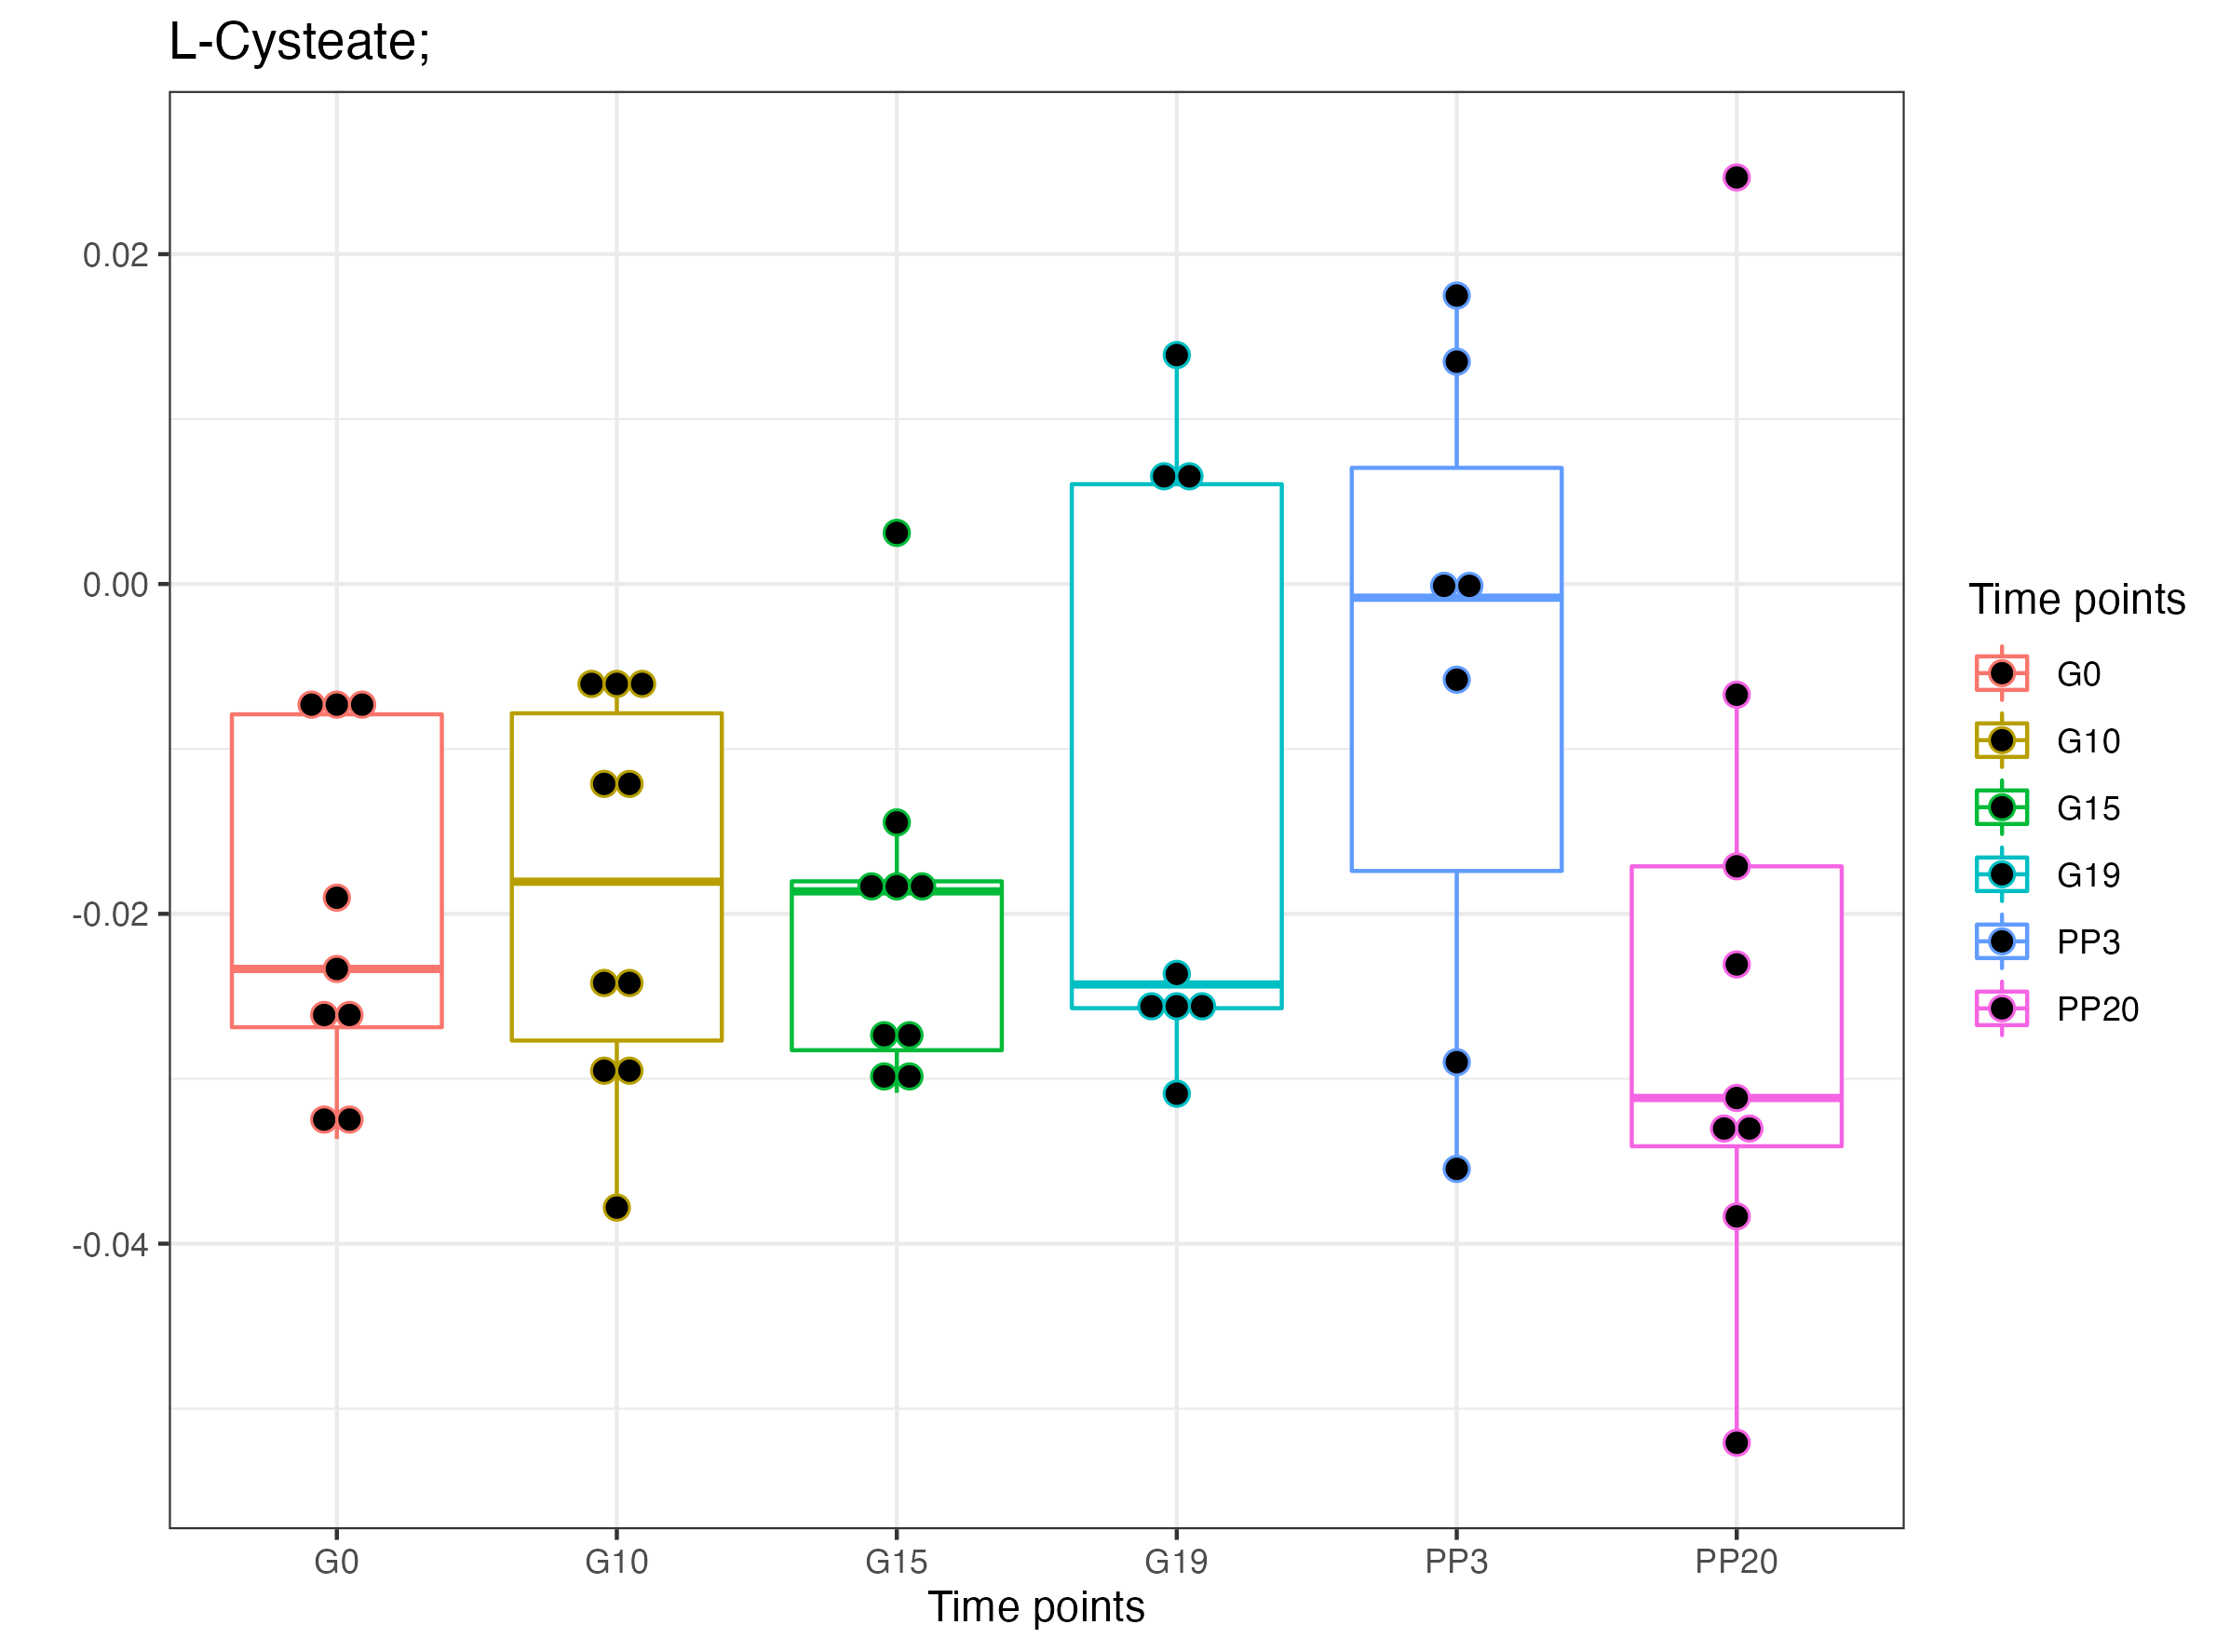 L-Cysteate;
0.02
0.00
-0.02
-0.04
G0 G10 G15 G19 PP3 PP20
Time points
Time points
G0
G10
G15
G19
PP3
PP20